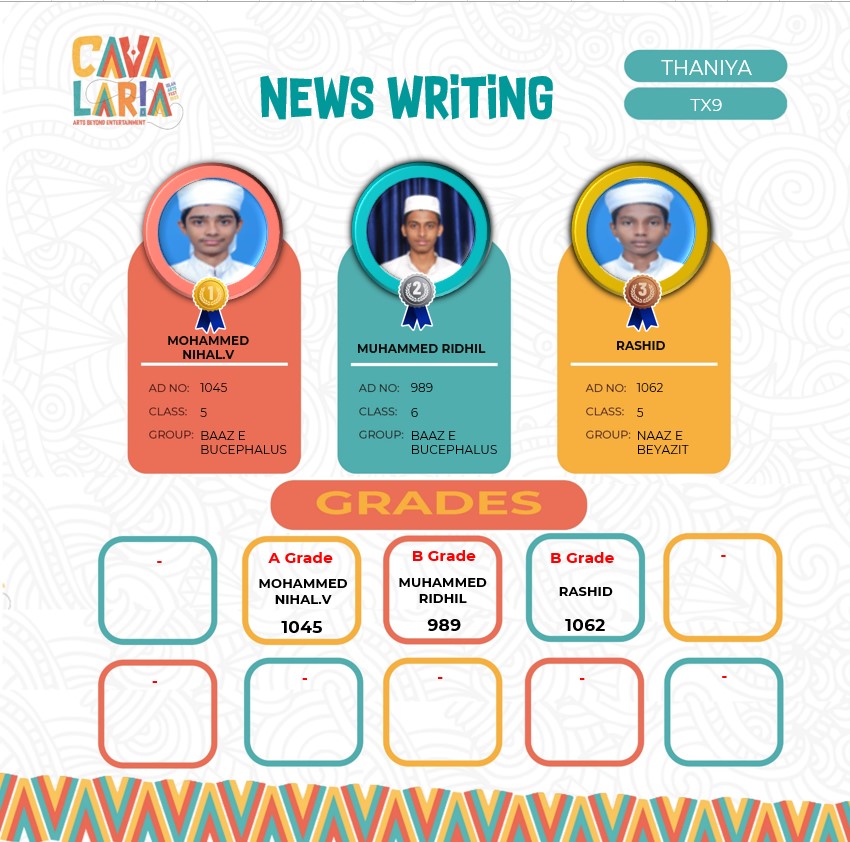 CAVA
LARIA
ARTS BEYOND ENTERTAINMENT
NEWS WRiTiNG
THANIYA
TX9
1
2
3
MOHAMMED
NIHAL.V
AD NO: 1045
CLASS: 5
GROUP: BAAZ E
BUCEPHALUS
MUHAMMED RIDHIL
AD NO: 989
CLASS: 6
GROUP: BAAZ E
BUCEPHALUS
RASHID
AD NO: 1062
CLASS: 5
GROUP: NAAZ E
BEYAZIT
GRADES
-
A Grade
MOHAMMED
NIHAL.V
1045
B Grade
MUHAMMED
RIDHIL
989
B Grade
RASHID
1062
-
-
-
-
-
-